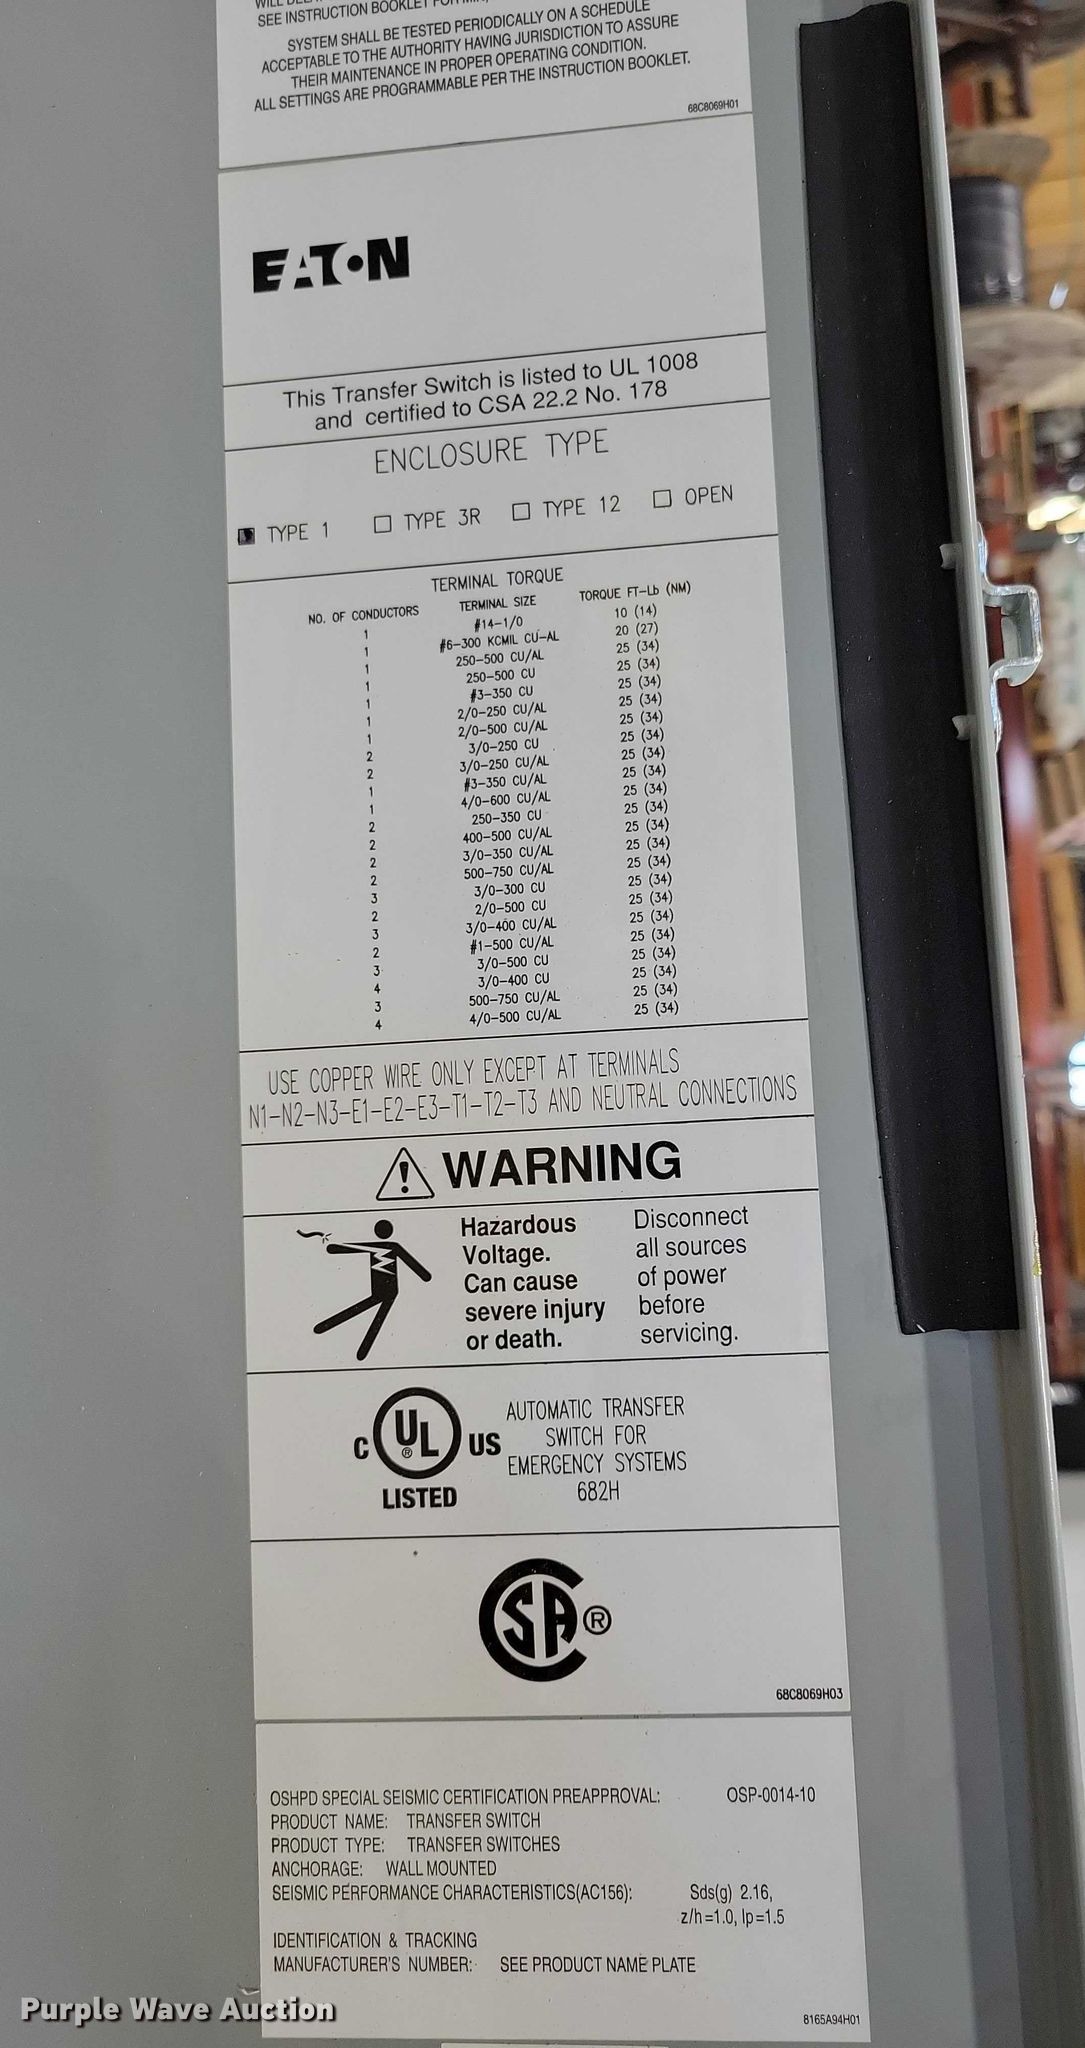 SEE INSTRUCTION BOOKLET FOR
SYSTEM SHALL BE TESTED PERIODICALLY ON A SCHEDULE
ACCEPTABLE TO THE AUTHORITY HAVING JURISDICTION TO ASSURE
THEIR MAINTENANCE IN PROPER OPERATING CONDITION.
ALL SETTINGS ARE PROGRAMMABLE PER THE INSTRUCTION BOOKLET.
68C8069H01
EATON
This Transfer Switch is listed to UL 1008
and certified to CSA 22.2 No. 178
ENCLOSURE TYPE
TYPE 1 TYPE 3R TYPE 12 OPEN
TERMINAL TORQUE
NO. OF CONDUCTORS TERMINAL SIZE TORQUE FT-Lb (NM)
1 #14-1/0 10 (14)
1 #6-300 KCMIL CU-AL 20 (27)
1 250-500 CU/AL 25 (34)
1 250-500 CU 25 (34)
1 #3-350 CU 25 (34)
1 2/0-250 CU/AL 25 (34)
1 2/0-500 CU/AL 25 (34)
2 3/0-250 CU 25 (34)
2 3/0-250 CU/AL 25 (34)
1 #3-350 CU/AL 25 (34)
1 4/0-600 CU/AL 25 (34)
2 250-350 CU 25 (34)
2 400-500 CU/AL 25 (34)
2 3/0-350 CU/AL 25 (34)
2 500-750 CU/AL 25 (34)
3 3/0-300 CU 25 (34)
2 2/0-500 CU 25 (34)
3 3/0-400 CU/AL 25 (34)
2 #1-500 CU/AL 25 (34)
3 3/0-500 CU 25 (34)
4 3/0-400 CU 25 (34)
3 500-750 CU/AL 25 (34)
4 4/0-500 CU/AL 25 (34)
USE COPPER WIRE ONLY EXCEPT AT TERMINALS
N1-N2-N3-E1-E2-E3-T1-T2-T3 AND NEUTRAL CONNECTIONS
WARNING
Hazardous
Voltage.
Can cause
severe injury
or death.
Disconnect
all sources
of power
before
servicing.
C UL ® US
LISTED
AUTOMATIC TRANSFER
SWITCH FOR
EMERGENCY SYSTEMS
682H
CSA ®
68C8069H03
OSHPD SPECIAL SEISMIC CERTIFICATION PREAPPROVAL: OSP-0014-10
PRODUCT NAME: TRANSFER SWITCH
PRODUCT TYPE: TRANSFER SWITCHES
ANCHORAGE: WALL MOUNTED
SEISMIC PERFORMANCE CHARACTERISTICS(AC156): Sds(g) 2.16,
z/h=1.0, Ip=1.5
IDENTIFICATION & TRACKING
MANUFACTURER'S NUMBER: SEE PRODUCT NAME PLATE
8165A94H01
Purple Wave Auction